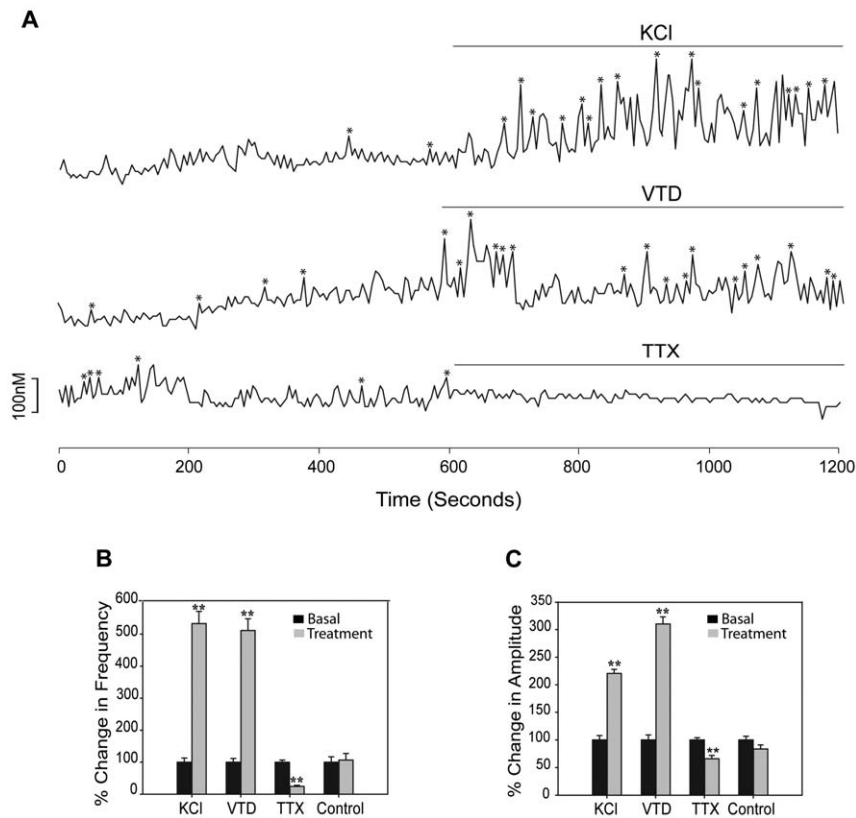 A
KCl
VTD
TTX
100nM
0 200 400 600 800 1000 1200
Time (Seconds)
B
% Change in Frequency
600
500
400
300
200
100
0
** ** **
Basal
Treatment
KCl VTD TTX Control
C
% Change in Amplitude
350
300
250
200
150
100
50
0
** ** **
Basal
Treatment
KCl VTD TTX Control